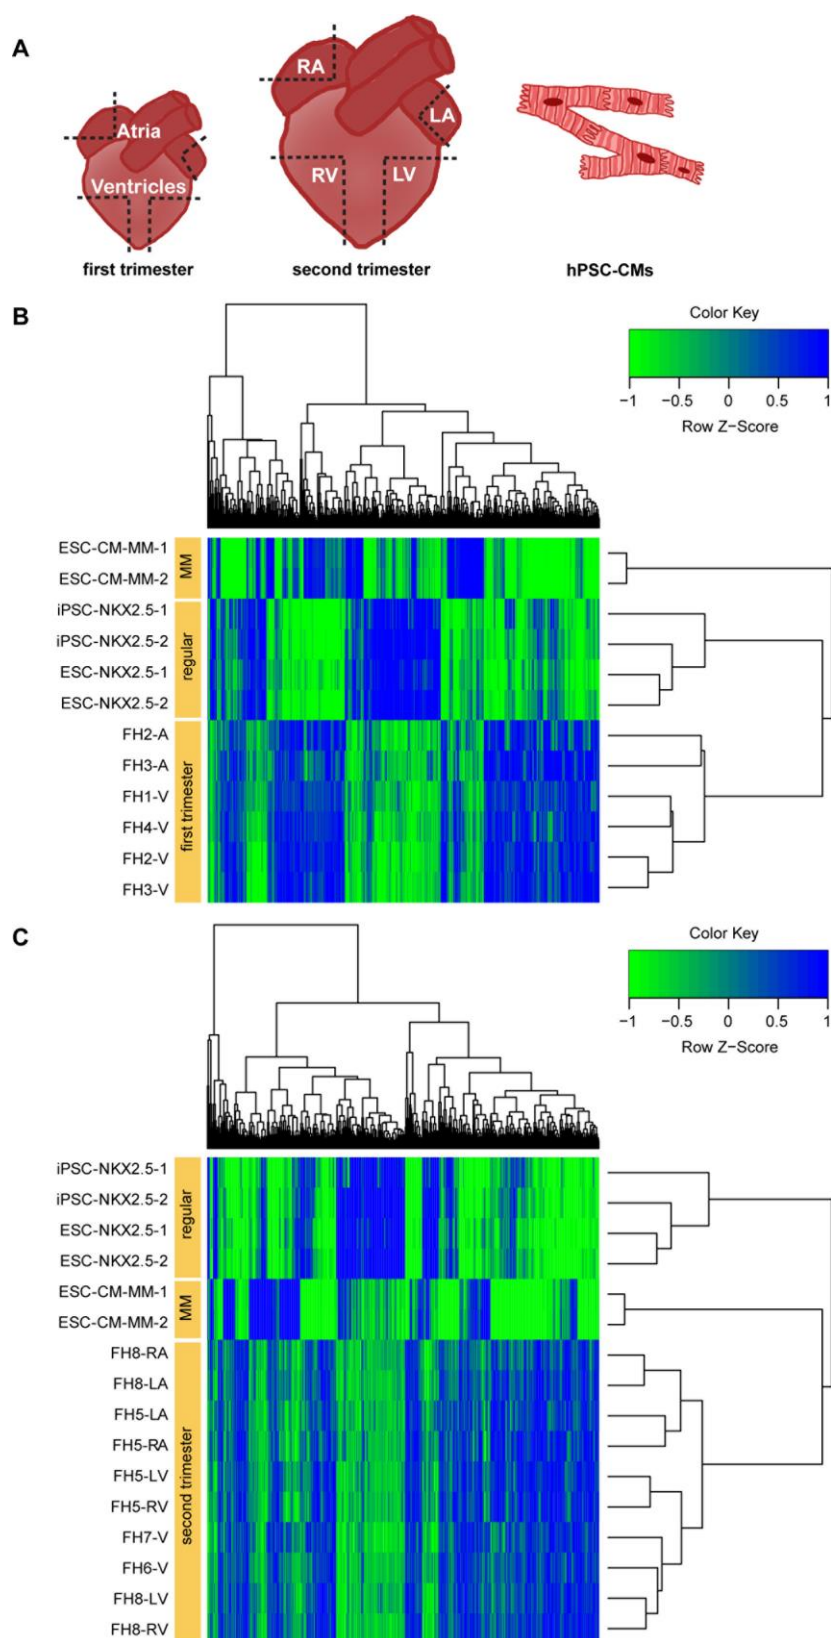 A
RA
LA
Atria
RV
LV
Ventricles
first trimester
second trimester
hPSC-CMs
B
Color Key
−1
−0.5
0
0.5
1
Row Z−Score
ESC-CM-MM-1
ESC-CM-MM-2
MM
iPSC-NKX2.5-1
iPSC-NKX2.5-2
ESC-NKX2.5-1
ESC-NKX2.5-2
regular
FH2-A
FH3-A
FH1-V
FH4-V
FH2-V
FH3-V
first trimester
C
Color Key
−1
−0.5
0
0.5
1
Row Z−Score
iPSC-NKX2.5-1
iPSC-NKX2.5-2
ESC-NKX2.5-1
ESC-NKX2.5-2
regular
ESC-CM-MM-1
ESC-CM-MM-2
MM
FH8-RA
FH8-LA
FH5-LA
FH5-RA
FH5-LV
FH5-RV
FH7-V
FH6-V
FH8-LV
FH8-RV
second trimester